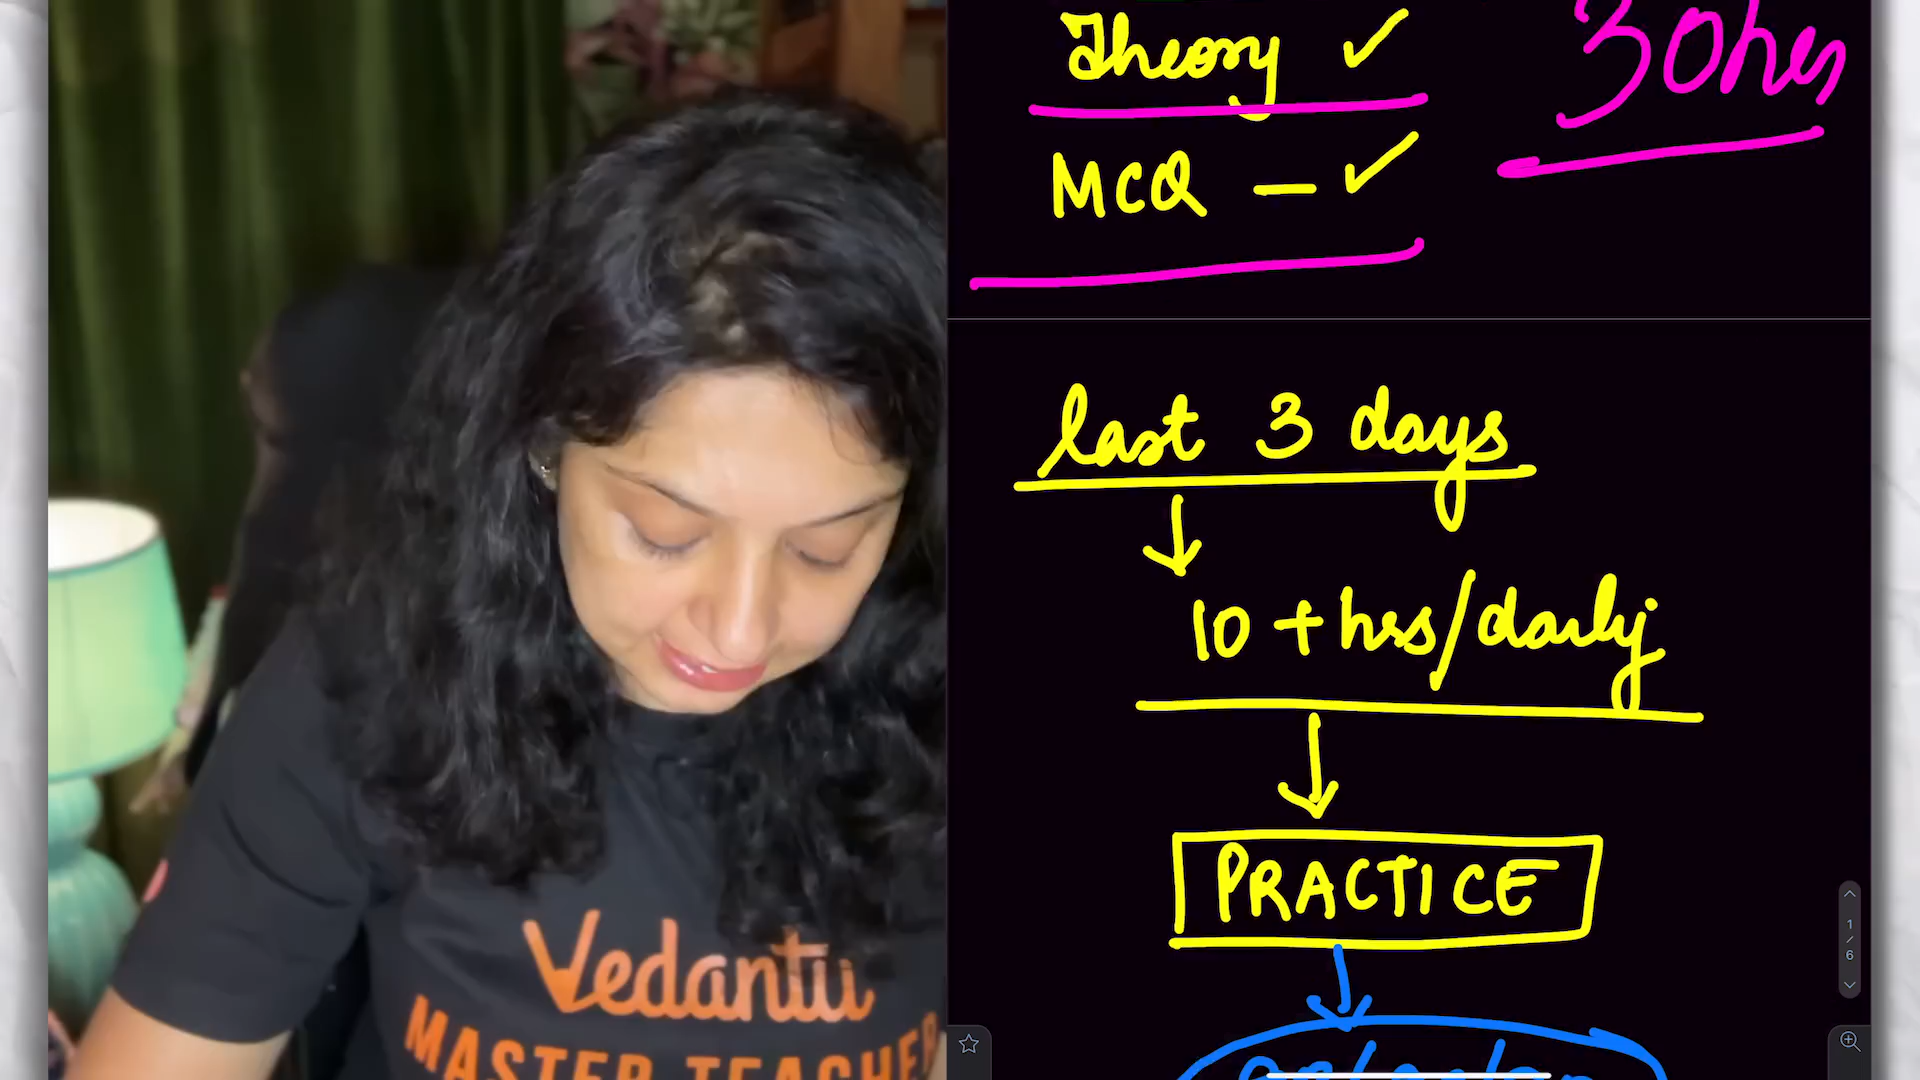 Theory ✓
30hrs
MCQ – ✓
last 3 days
↓
10 + hrs/daily
↓
PRACTICE
↓
1
/
6
Vedantu
MASTER TEACHER